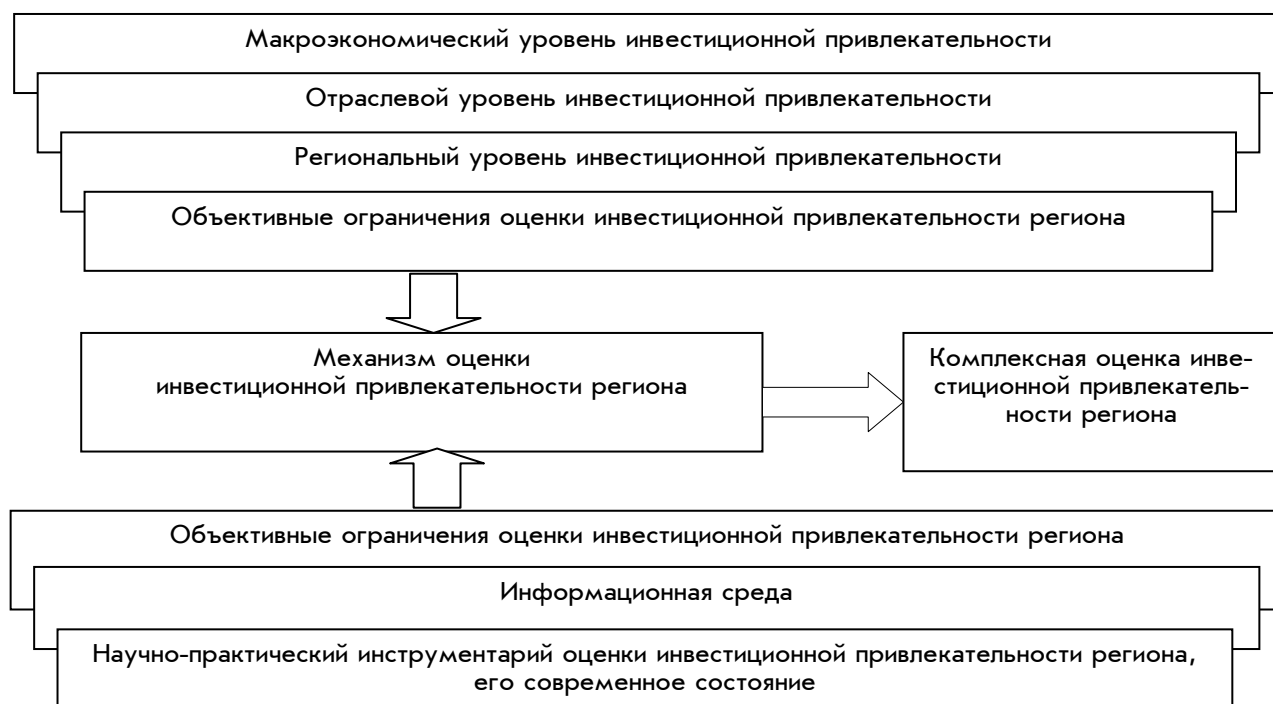 Макроэкономический уровень инвестиционной привлекательности
Отраслевой уровень инвестиционной привлекательности
Региональный уровень инвестиционной привлекательности
Объективные ограничения оценки инвестиционной привлекательности региона
Механизм оценки
инвестиционной привлекательности региона
Комплексная оценка инве-
стиционной привлекатель-
ности региона
Объективные ограничения оценки инвестиционной привлекательности региона
Информационная среда
Научно-практический инструментарий оценки инвестиционной привлекательности региона,
его современное состояние